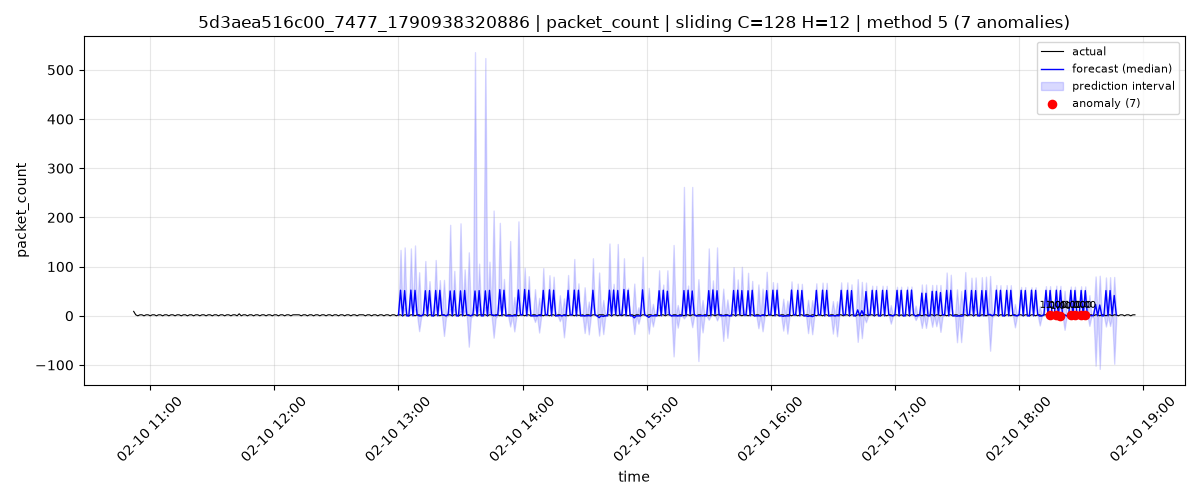 5d3aea516c00_7477_1790938320886 | packet_count | sliding C=128 H=12 | method 5 (7 anomalies)
actual
forecast (median)
prediction interval
anomaly (7)
packet_count
500
400
300
200
100
0
−100
02-10 11:00
02-10 12:00
02-10 13:00
02-10 14:00
02-10 15:00
02-10 16:00
02-10 17:00
02-10 18:00
02-10 19:00
time